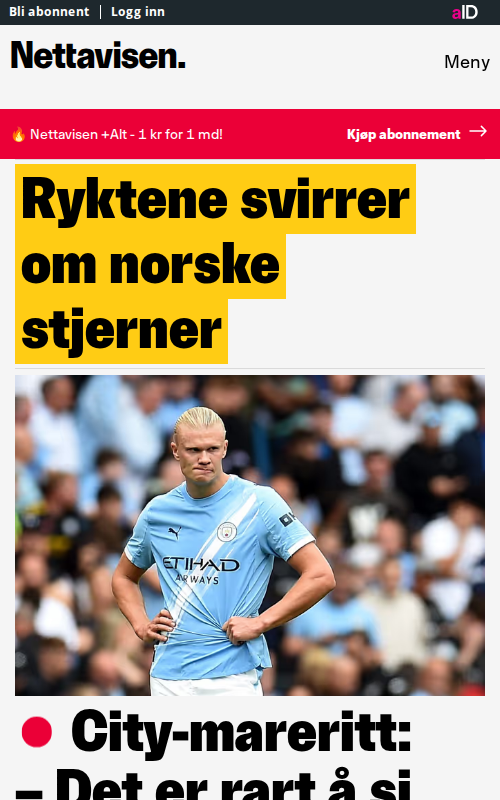 Bli abonnent | Logg inn aID
Nettavisen.
Meny
🔥 Nettavisen +Alt - 1 kr for 1 md! Kjøp abonnement →
Ryktene svirrer
om norske
stjerner
ETIHAD
AIRWAYS
City-mareritt:
– Det er rart å si